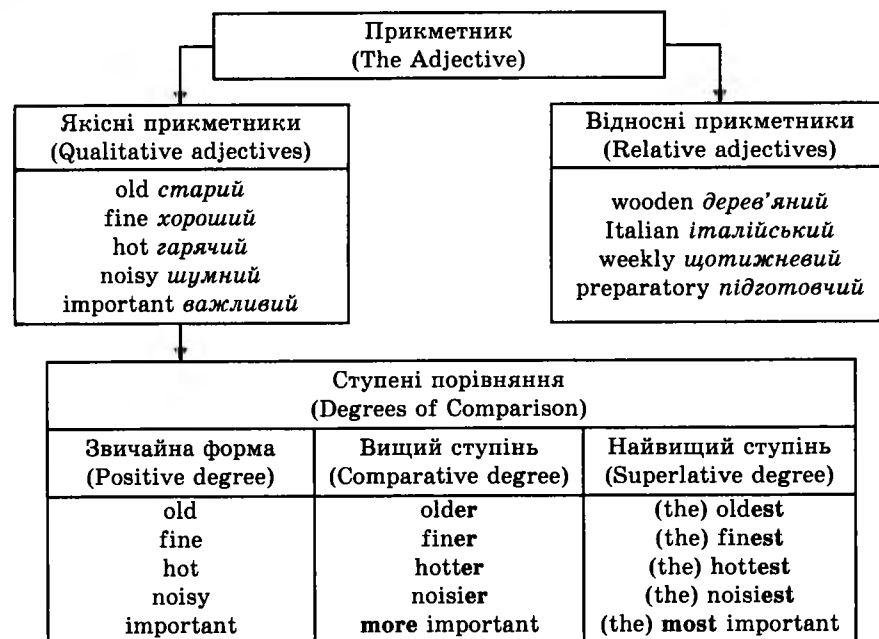 Прикметник
(The Adjective)
Якісні прикметники
(Qualitative adjectives)
old старий
fine хороший
hot гарячий
noisy шумний
important важливий
Відносні прикметники
(Relative adjectives)
wooden дерев’яний
Italian італійський
weekly щотижневий
preparatory підготовчий
Ступені порівняння
(Degrees of Comparison)
Звичайна форма
(Positive degree)
Вищий ступінь
(Comparative degree)
Найвищий ступінь
(Superlative degree)
old older (the) oldest
fine finer (the) finest
hot hotter (the) hottest
noisy noisier (the) noisiest
important more important (the) most important